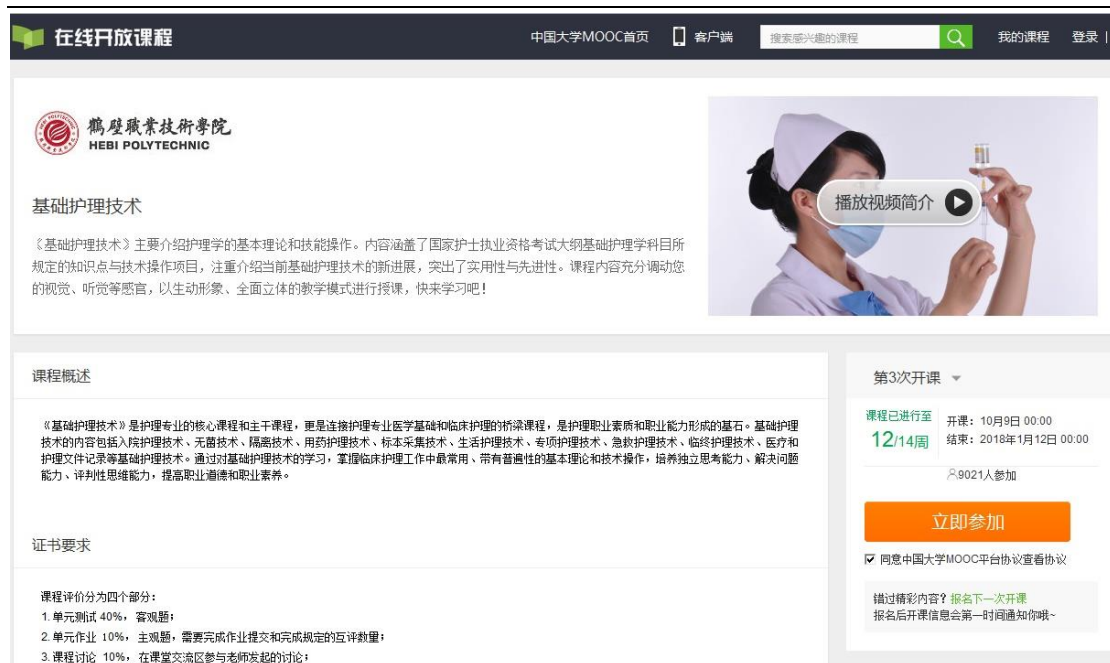 在线开放课程
中国大学MOOC首页
客户端
搜索感兴趣的课程
我的课程
登录 |
鶴壁職業技術學院
HEBI POLYTECHNIC
基础护理技术
《基础护理技术》主要介绍护理学的基本理论和技能操作。内容涵盖了国家护士执业资格考试大纲基础护理学科目所
规定的知识点与技术操作项目，注重介绍当前基础护理技术的新进展，突出了实用性与先进性。课程内容充分调动您
的视觉、听觉等感官，以生动形象、全面立体的教学模式进行授课，快来学习吧！
播放视频简介
课程概述
《基础护理技术》是护理专业的核心课程和主干课程，更是连接护理专业医学基础和临床护理的桥梁课程，是护理职业素质和职业能力形成的基石。基础护理
技术的内容包括入院护理技术、无菌技术、隔离技术、用药护理技术、标本采集技术、生活护理技术、专项护理技术、急救护理技术、临终护理技术、医疗和
护理文件记录等基础护理技术。通过对基础护理技术的学习，掌握临床护理工作中最常用、带有普遍性的基本理论和技术操作，培养独立思考能力、解决问题
能力、评判性思维能力，提高职业道德和职业素养。
证书要求
课程评价分为四个部分：
1. 单元测试 40%，客观题；
2. 单元作业 10%，主观题，需要完成作业提交和完成规定的互评数量；
3. 课程讨论 10%，在课堂交流区参与老师发起的讨论；
第3次开课
课程已进行至
12/14周
开课：10月9日 00:00
结束：2018年1月12日 00:00
9021人参加
立即参加
同意中国大学MOOC平台协议查看协议
错过精彩内容？报名下一次开课
报名后开课信息会第一时间通知你哦~